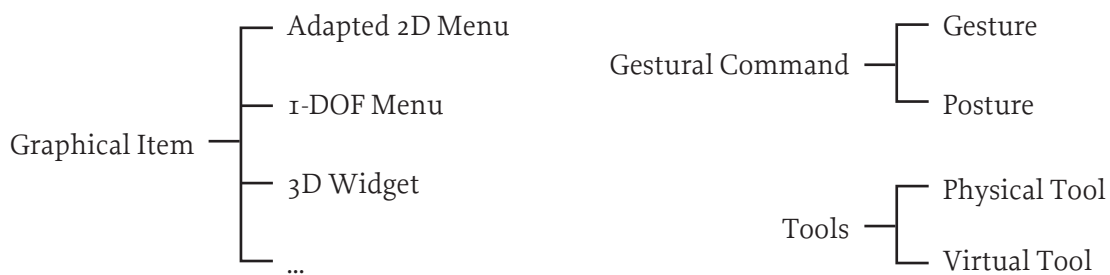 Graphical Item
Adapted 2D Menu
1-DOF Menu
3D Widget
...
Gestural Command
Gesture
Posture
Tools
Physical Tool
Virtual Tool